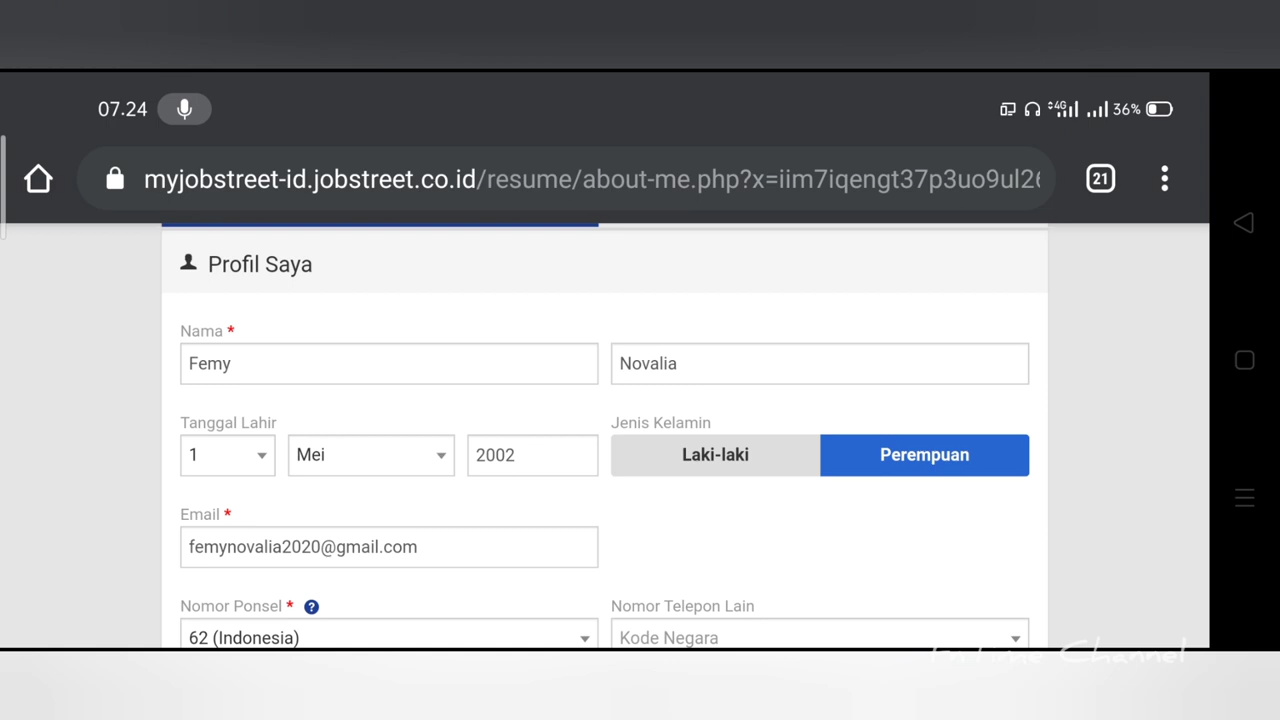 07.24
36%
myjobstreet-id.jobstreet.co.id/resume/about-me.php?x=iim7iqengt37p3uo9ul26
21
Profil Saya
Nama *
Femy
Novalia
Tanggal Lahir
Jenis Kelamin
1
Mei
2002
Laki-laki
Perempuan
Email *
femynovalia2020@gmail.com
Nomor Ponsel * ?
Nomor Telepon Lain
62 (Indonesia)
Kode Negara
Channel